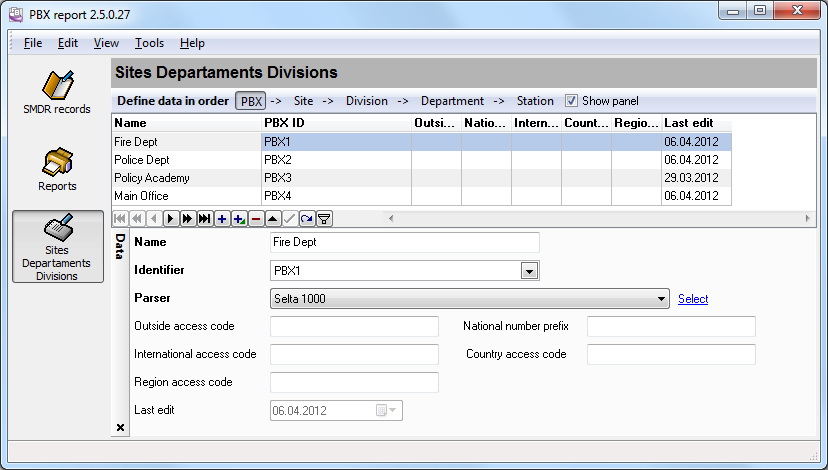 PBX report 2.5.0.27
File Edit View Tools Help
SMDR records
Reports
Sites
Departaments
Divisions
Sites Departaments Divisions
Define data in order PBX -> Site -> Division -> Department -> Station Show panel
Name PBX ID Outsi... Natio... Intern... Count... Regio... Last edit
Fire Dept PBX1 06.04.2012
Police Dept PBX2 06.04.2012
Policy Academy PBX3 29.03.2012
Main Office PBX4 06.04.2012
Data
Name Fire Dept
Identifier PBX1
Parser Selta 1000 Select
Outside access code National number prefix
International access code Country access code
Region access code
Last edit 06.04.2012